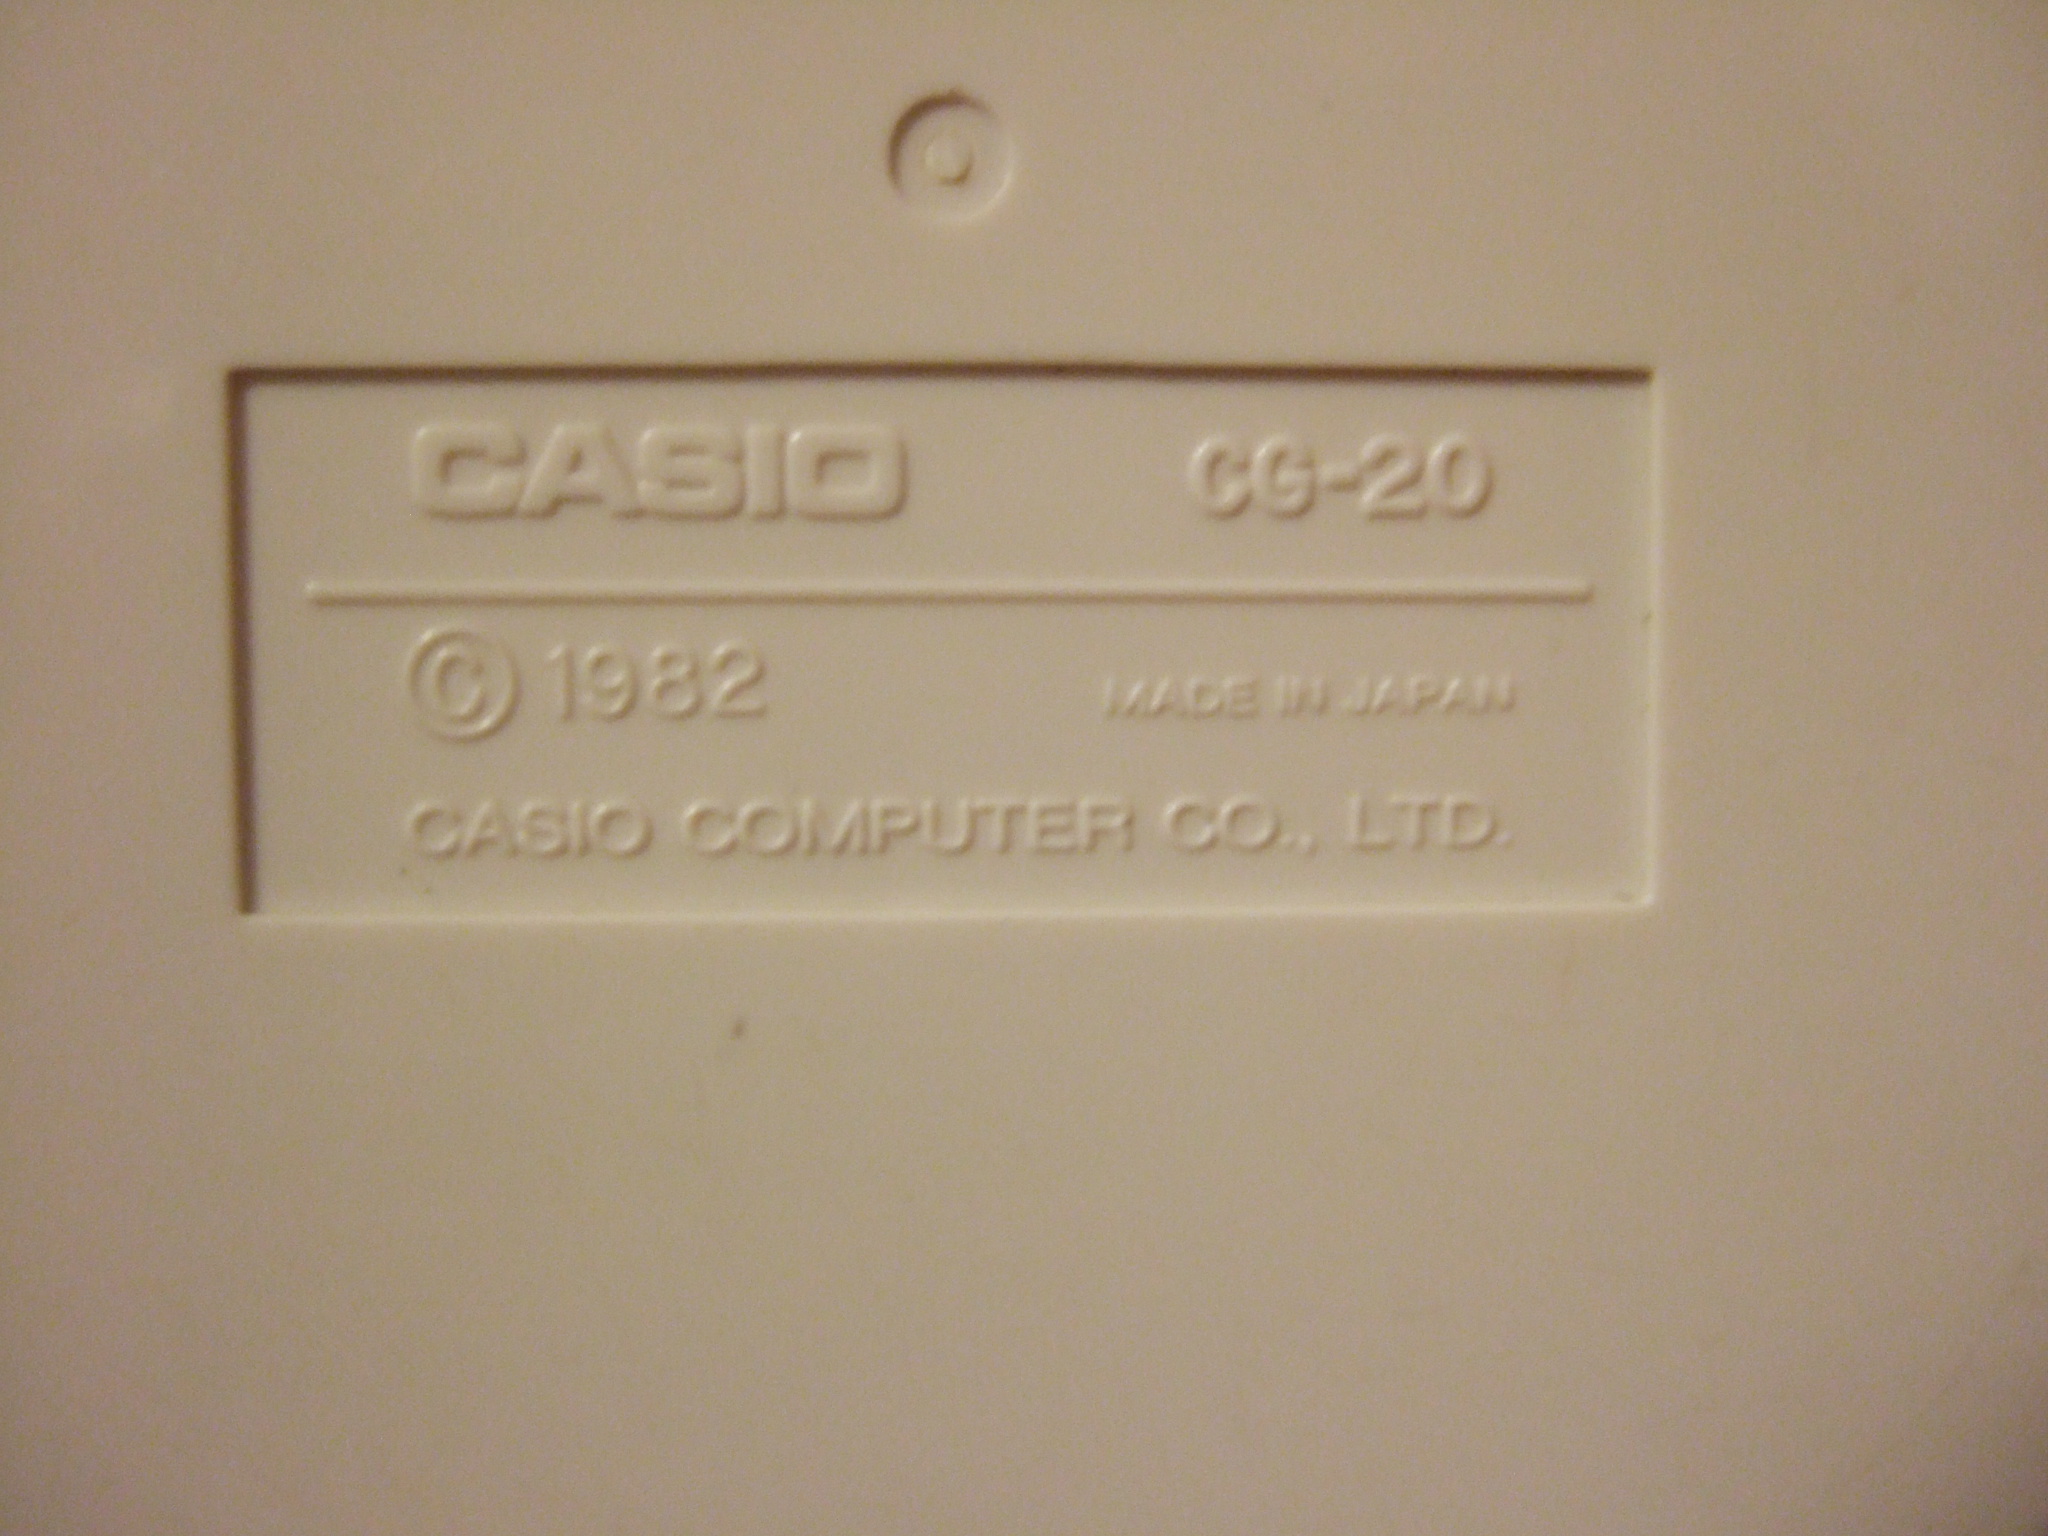 CASIO CG-20
© 1982 MADE IN JAPAN
CASIO COMPUTER CO., LTD.